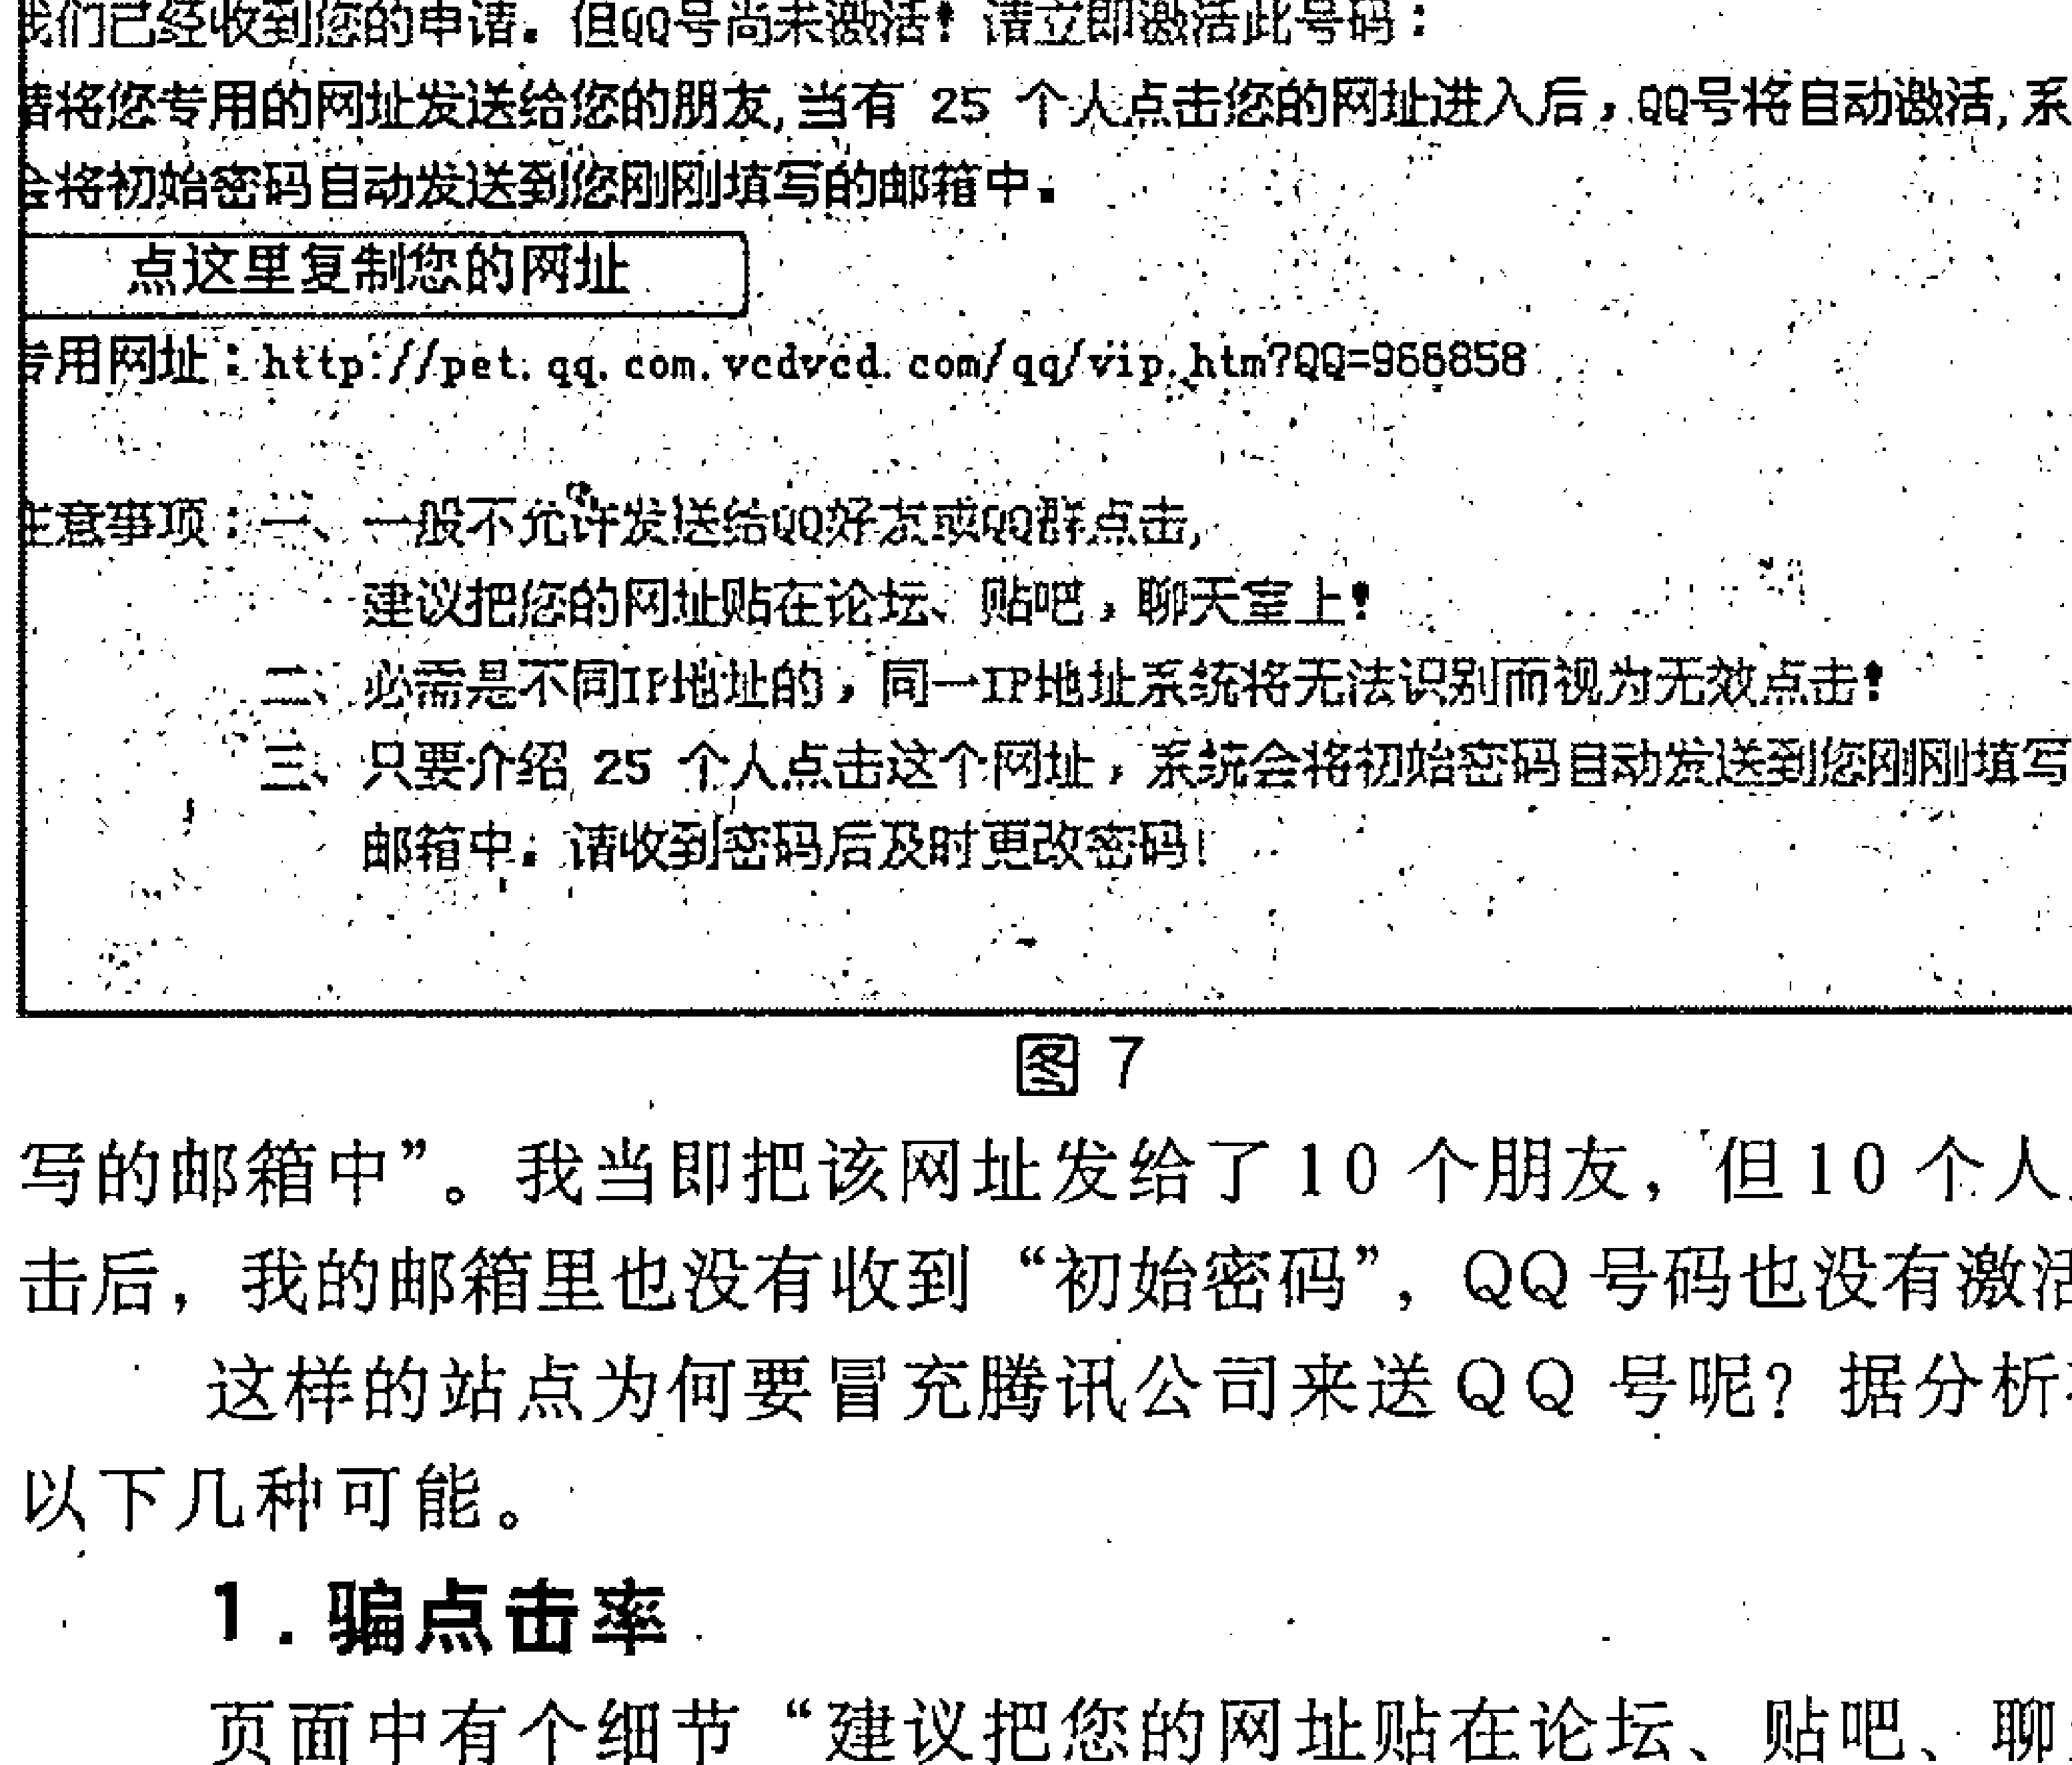 我们已经收到您的申请。但QQ号尚未激活！请立即激活此号码：
请将您专用的网址发送给您的朋友,当有 25 个人点击您的网址进入后，QQ号将自动激活,系
会将初始密码自动发送到您刚刚填写的邮箱中。
点这里复制您的网址
专用网址：http://pet.qq.com.vcdvcd.com/qq/vip.htm?QQ=966858
注意事项：一、一般不允许发送给QQ好友或QQ群点击,
建议把您的网址贴在论坛、贴吧，聊天室上！
二、必需是不同IP地址的，同一IP地址系统将无法识别而视为无效点击！
三、只要介绍 25 个人点击这个网址，系统会将初始密码自动发送到您刚刚填写
邮箱中。请收到密码后及时更改密码！
图 7
写的邮箱中”。我当即把该网址发给了10 个朋友，但10 个人
击后，我的邮箱里也没有收到“初始密码”，QQ 号码也没有激活
这样的站点为何要冒充腾讯公司来送QQ 号呢？据分析
以下几种可能。
1．骗点击率
页面中有个细节“建议把您的网址贴在论坛、贴吧、聊